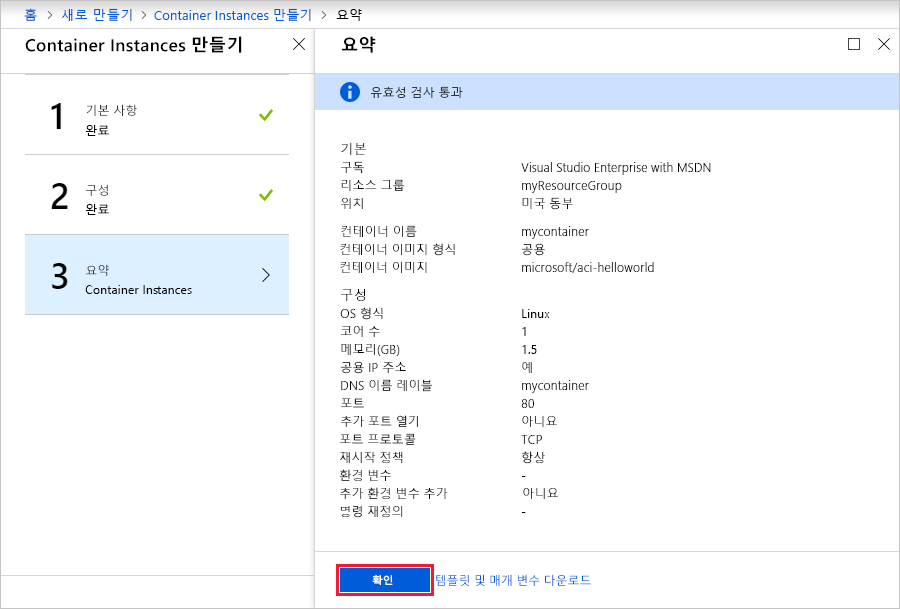 홈 > 새로 만들기 > Container Instances 만들기 > 요약
Container Instances 만들기
1
기본 사항
완료
2
구성
완료
3
요약
Container Instances
요약
유효성 검사 통과
기본
구독 Visual Studio Enterprise with MSDN
리소스 그룹 myResourceGroup
위치 미국 동부
컨테이너 이름 mycontainer
컨테이너 이미지 형식 공용
컨테이너 이미지 microsoft/aci-helloworld
구성
OS 형식 Linux
코어 수 1
메모리(GB) 1.5
공용 IP 주소 예
DNS 이름 레이블 mycontainer
포트 80
추가 포트 열기 아니요
포트 프로토콜 TCP
재시작 정책 항상
환경 변수 -
추가 환경 변수 추가 아니요
명령 재정의 -
확인 템플릿 및 매개 변수 다운로드